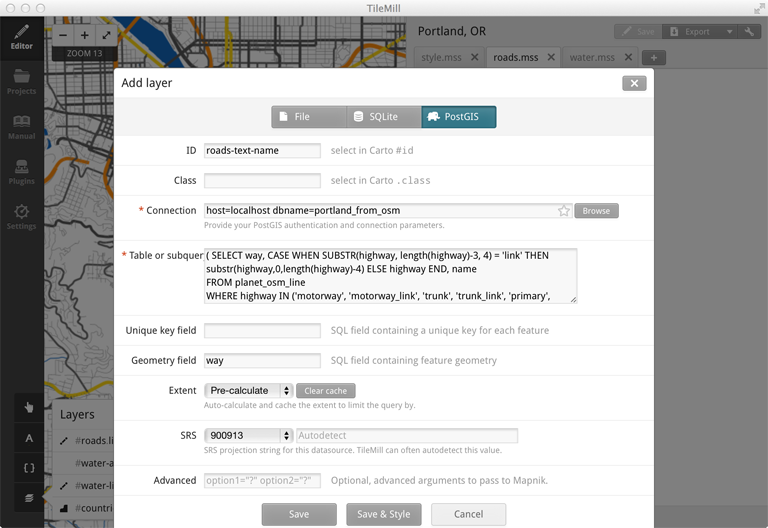 TileMill
Editor
Projects
Manual
Plugins
Settings
ZOOM 13
Portland, OR
Save
Export
style.mss
roads.mss
water.mss
Add layer
File
SQLite
PostGIS
ID
roads-text-name
select in Carto #id
Class
select in Carto .class
* Connection
host=localhost dbname=portland_from_osm
Browse
Provide your PostGIS authentication and connection parameters.
* Table or subquer
( SELECT way, CASE WHEN SUBSTR(highway, length(highway)-3, 4) = 'link' THEN
substr(highway,0,length(highway)-4) ELSE highway END, name
FROM planet_osm_line
WHERE highway IN ('motorway', 'motorway_link', 'trunk', 'trunk_link', 'primary',
Unique key field
SQL field containing a unique key for each feature
Geometry field
way
SQL field containing feature geometry
Extent
Pre-calculate
Clear cache
Auto-calculate and cache the extent to limit the query by.
SRS
900913
Autodetect
SRS projection string for this datasource. TileMill can often autodetect this value.
Advanced
option1="?" option2="?"
Optional, advanced arguments to pass to Mapnik.
Save
Save & Style
Cancel
Layers
#roads.li
#water-a
#water-li
#countri
A
{ }